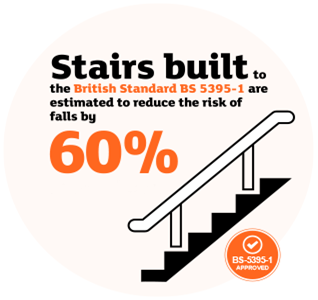 Stairs built to
the British Standard BS 5395-1 are
estimated to reduce the risk of
falls by
60%
BS-5395-1
APPROVED